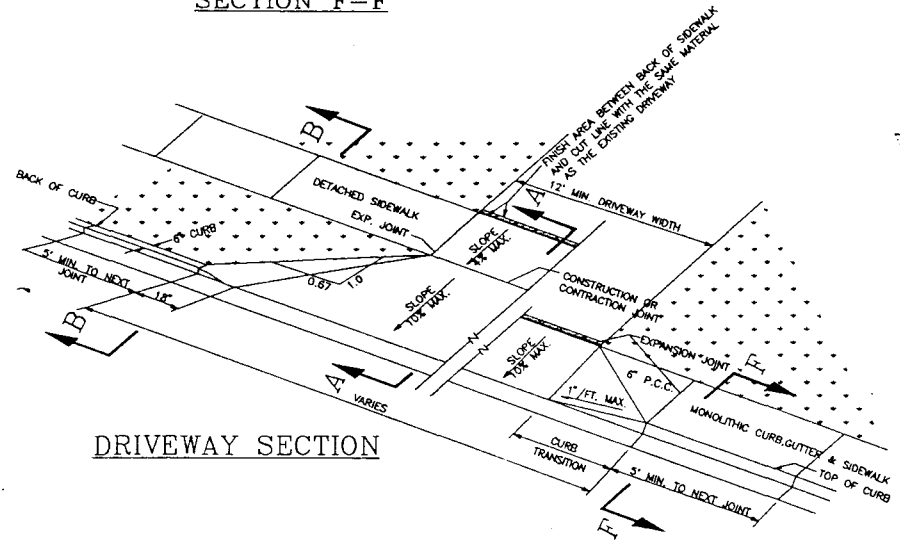 SECTION F-F
FINISH AREA BETWEEN BACK OF SIDEWALK
AND CUT LINE WITH THE SAME MATERIAL
AS THE EXISTING DRIVEWAY
12' MIN. DRIVEWAY WIDTH
B
A
DETACHED SIDEWALK
EXP. JOINT
BACK OF CURB
6" CURB
5' MIN. TO NEXT
JOINT
18"
0.67
1.0
SLOPE
MAX.
SLOPE
10% MAX.
CONSTRUCTION OR
CONTRACTION JOINT
SLOPE
10% MAX.
EXPANSION JOINT
6" P.C.C.
1"/FT. MAX.
F
B
A
VARIES
MONOLITHIC CURB,GUTTER & SIDEWALK
TOP OF CURB
DRIVEWAY SECTION
CURB
TRANSITION
5' MIN. TO NEXT JOINT
F